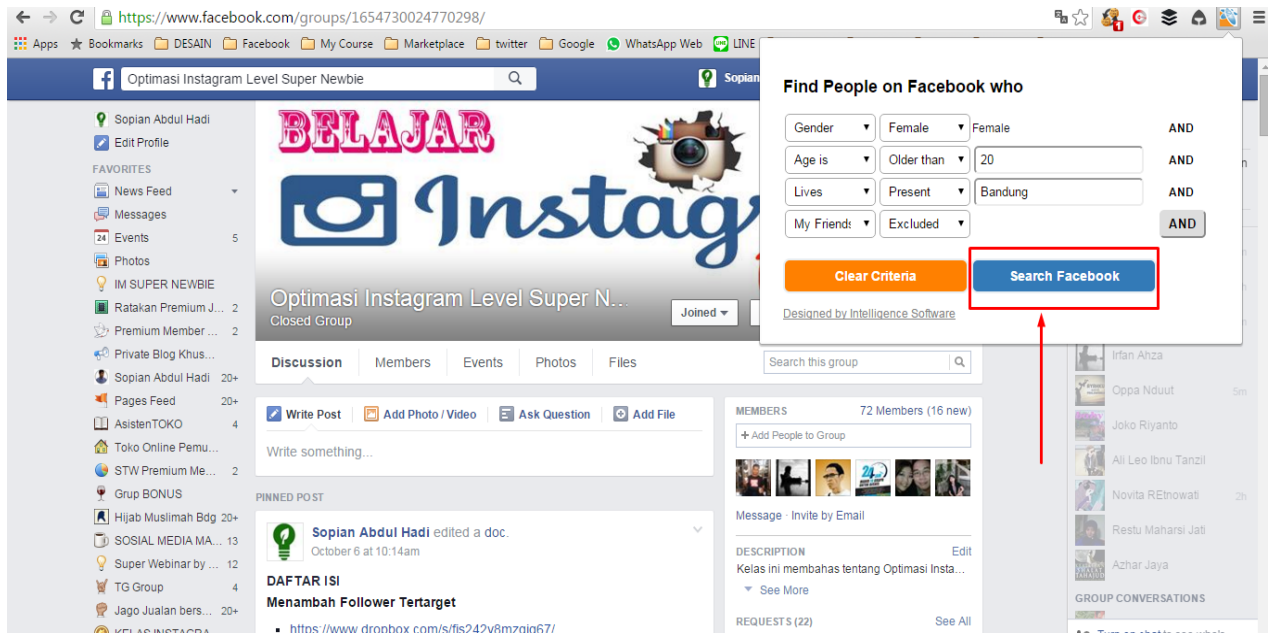 https://www.facebook.com/groups/1654730024770298/
Apps Bookmarks DESAIN Facebook My Course Marketplace twitter Google WhatsApp Web LINE
Optimasi Instagram Level Super Newbie
Sopian
Sopian Abdul Hadi
Edit Profile
FAVORITES
News Feed
Messages
Events 5
Photos
IM SUPER NEWBIE
Ratakan Premium J... 2
Premium Member ... 2
Private Blog Khus...
Sopian Abdul Hadi 20+
Pages Feed 20+
AsistenTOKO 4
Toko Online Pemu...
STW Premium Me... 2
Grup BONUS
Hijab Muslimah Bdg 20+
SOSIAL MEDIA MA... 13
Super Webinar by ... 12
TG Group 4
Jago Jualan bers... 20+
BELAJAR
Instag
Optimasi Instagram Level Super N...
Closed Group
Joined
Discussion Members Events Photos Files
Search this group
Write Post Add Photo / Video Ask Question Add File
Write something...
PINNED POST
Sopian Abdul Hadi edited a doc.
October 6 at 10:14am
DAFTAR ISI
Menambah Follower Tertarget
MEMBERS 72 Members (16 new)
+ Add People to Group
Message · Invite by Email
DESCRIPTION Edit
Kelas ini membahas tentang Optimasi Insta...
See More
REQUESTS (22) See All
Find People on Facebook who
Gender Female Female AND
Age is Older than 20 AND
Lives Present Bandung AND
My Friends Excluded AND
Clear Criteria Search Facebook
Designed by Intelligence Software
Irfan Ahza
Oppa Nduut 5m
Joko Riyanto
Ali Leo Ibnu Tanzil
Novita REtnowati 2h
Restu Maharsi Jati
Azhar Jaya
GROUP CONVERSATIONS